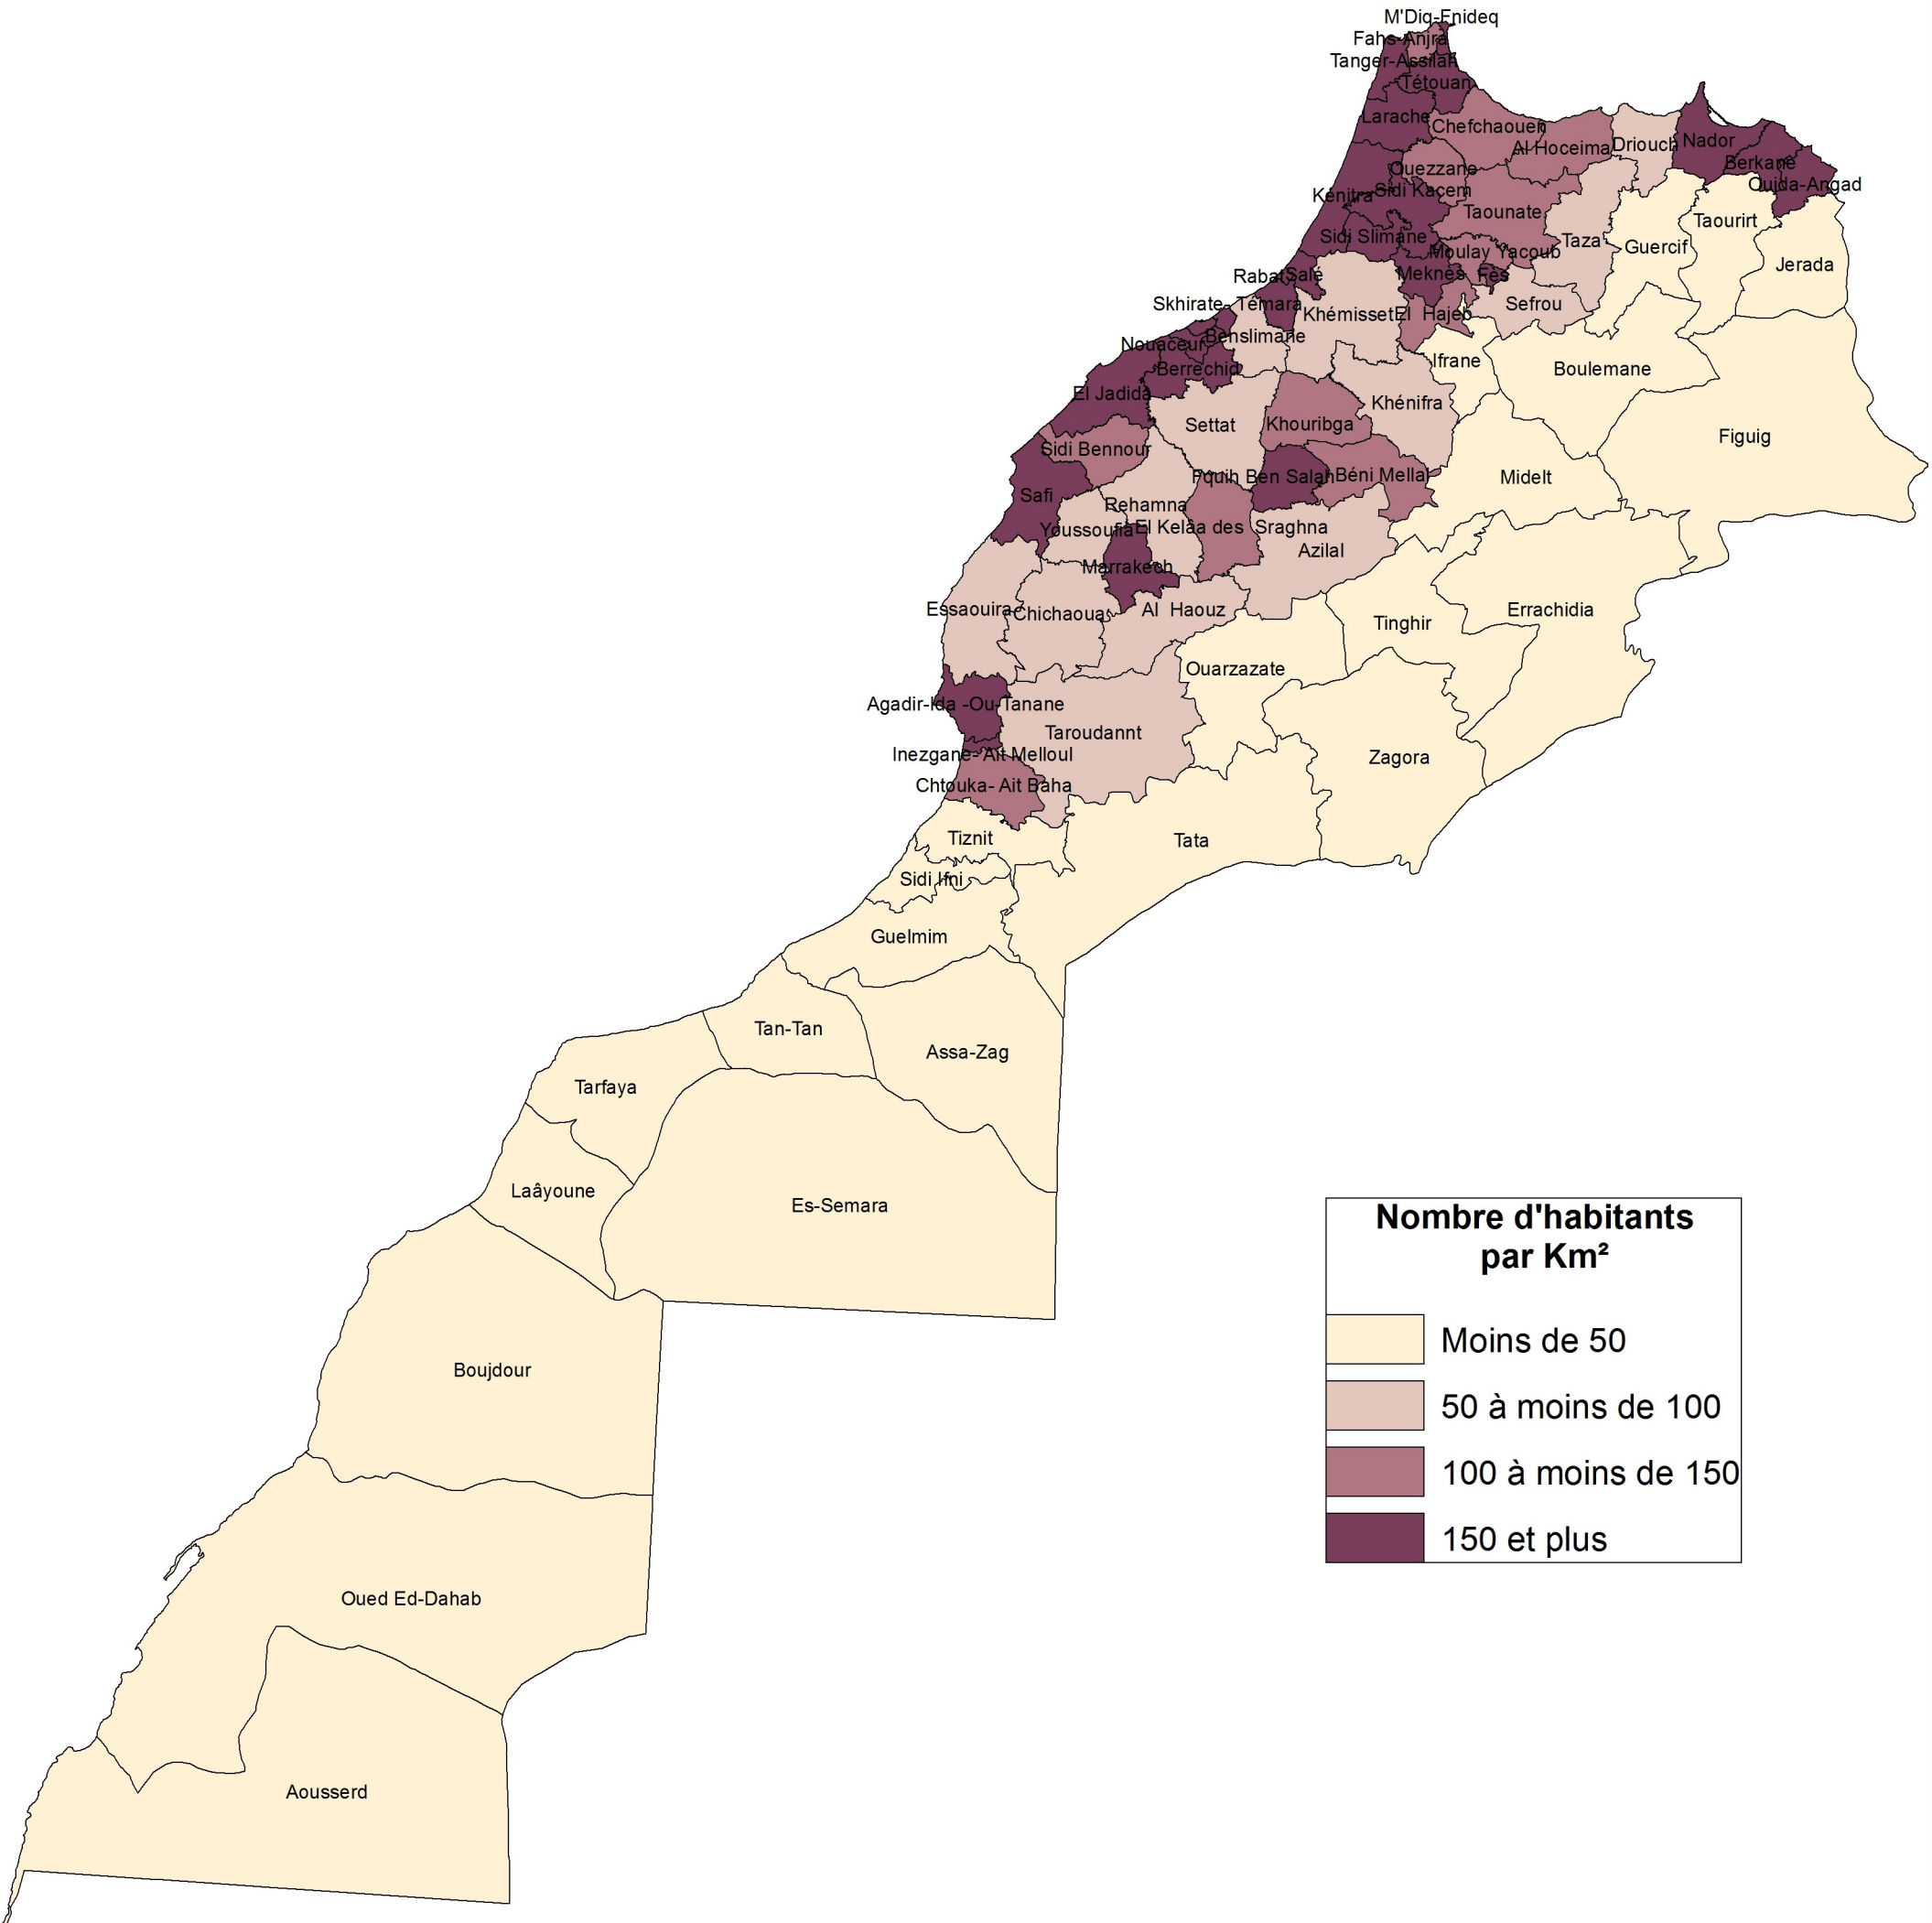 M'Diq-Fnideq
Fahs-Anjra
Tanger-Assilah
Tétouan
Larache
Chefchaouen
Al Hoceima
Driouch
Nador
Berkane
Oujda-Angad
Ouezzane
Sidi Kacem
Kénitra
Taounate
Taourirt
Sidi Slimane
Taza
Guercif
Moulay Yacoub
Jerada
Rabat
Salé
Meknès
Fès
Skhirate- Témara
Khémisset
El Hajeb
Sefrou
Benslimane
Nouaceur
Ifrane
Berrechid
Boulemane
El Jadida
Khénifra
Settat
Khouribga
Figuig
Sidi Bennour
Fquih Ben Salah
Béni Mellal
Midelt
Safi
Rehamna
Youssoufia
El Kelâa des Sraghna
Azilal
Marrakech
Essaouira
Chichaoua
Al Haouz
Tinghir
Errachidia
Ouarzazate
Agadir-Ida -Ou-Tanane
Taroudannt
Inezgane- Ait Melloul
Zagora
Chtouka- Ait Baha
Tiznit
Tata
Sidi Ifni
Guelmim
Tan-Tan
Assa-Zag
Tarfaya
Laâyoune
Es-Semara
Boujdour
Oued Ed-Dahab
Aousserd
Nombre d'habitants
par Km²
Moins de 50
50 à moins de 100
100 à moins de 150
150 et plus